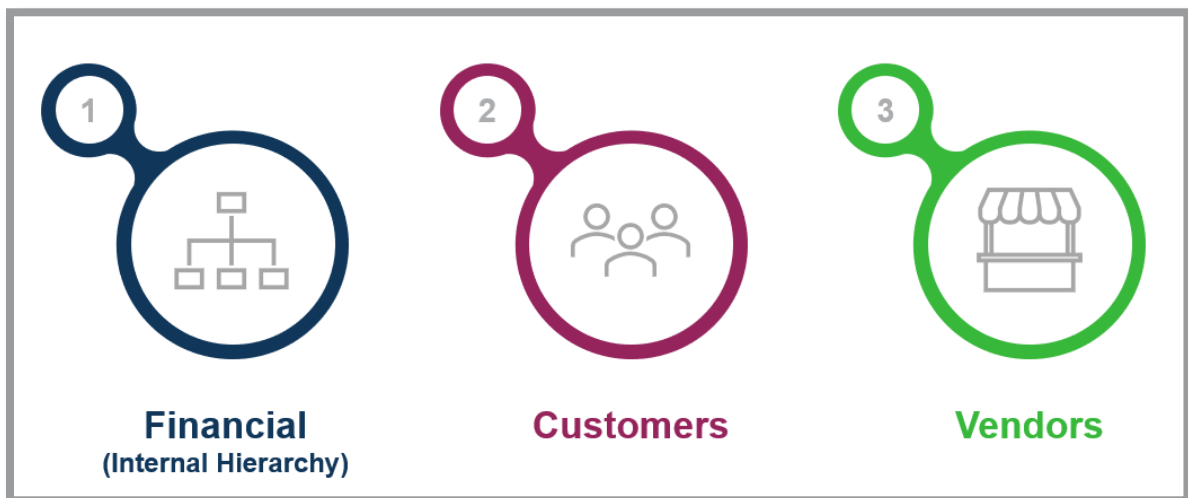 1
2
3
Financial
(Internal Hierarchy)
Customers
Vendors